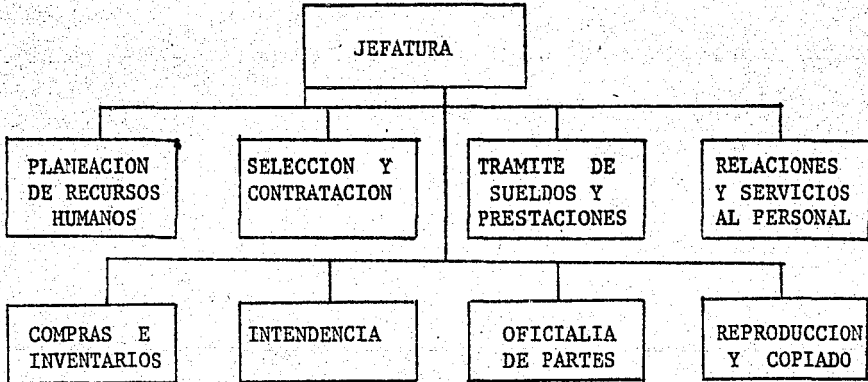 JEFATURA
PLANEACION
DE RECURSOS
HUMANOS
SELECCION Y
CONTRATACION
TRAMITE DE
SUELDOS Y
PRESTACIONES
RELACIONES
Y SERVICIOS
AL PERSONAL
COMPRAS E
INVENTARIOS
INTENDENCIA
OFICIALIA
DE PARTES
REPRODUCCION
Y COPIADO